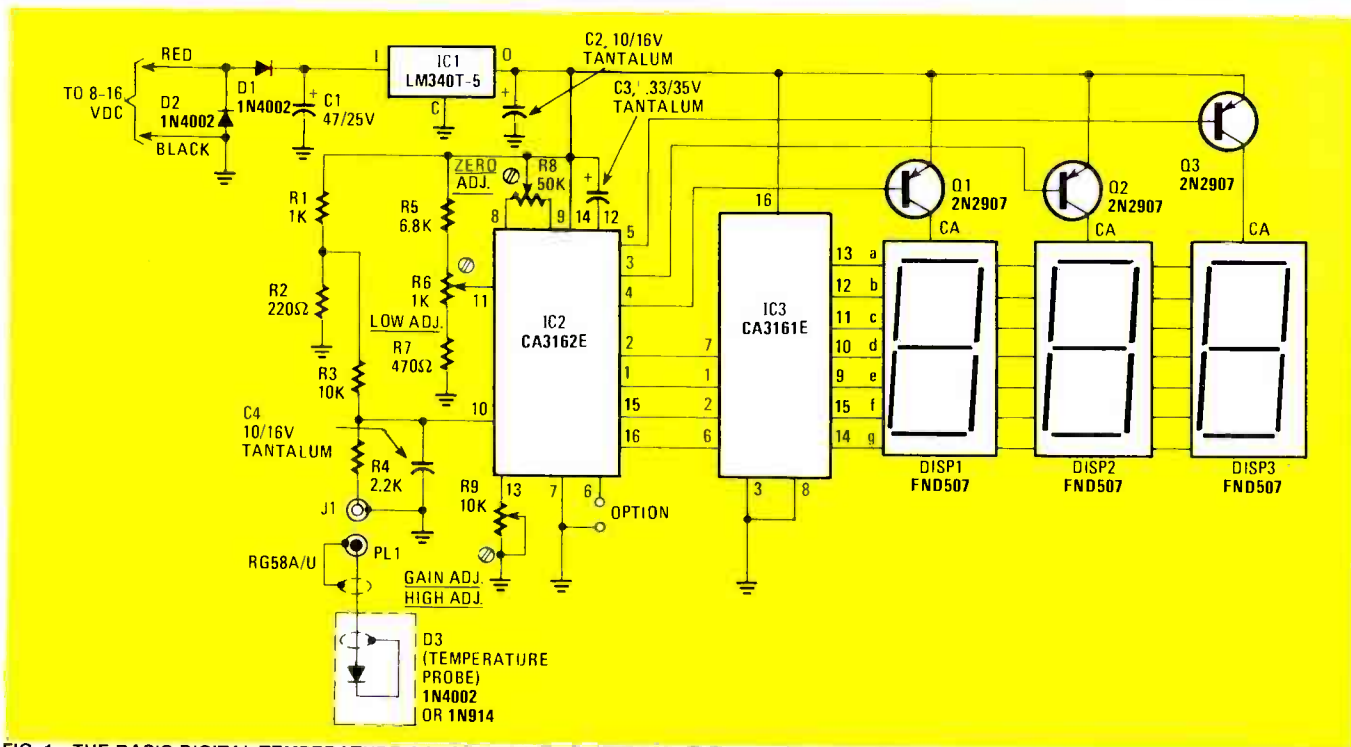 RED
TO 8-16
VDC
BLACK
D1
1N4002
D2
1N4002
+
C1
47/25V
I
IC1
LM340T-5
O
C
C2, 10/16V
TANTALUM
+
C3, .33/35V
TANTALUM
+
R1
1K
R2
220Ω
R3
10K
R4
2.2K
C4
10/16V
TANTALUM
J1
PL1
RG58A/U
D3
(TEMPERATURE
PROBE)
1N4002
OR 1N914
ZERO
ADJ.
R8
50K
R5
6.8K
R6
1K
LOW ADJ.
R7
470Ω
8
9
14
12
11
10
IC2
CA3162E
5
3
4
2
1
15
16
13
7
6
R9
10K
GAIN ADJ.
HIGH ADJ.
OPTION
16
IC3
CA3161E
7
1
2
6
3
8
13 a
12 b
11 c
10 d
9 e
15 f
14 g
Q1
2N2907
CA
Q2
2N2907
CA
Q3
2N2907
CA
DISP1
FND507
DISP2
FND507
DISP3
FND507